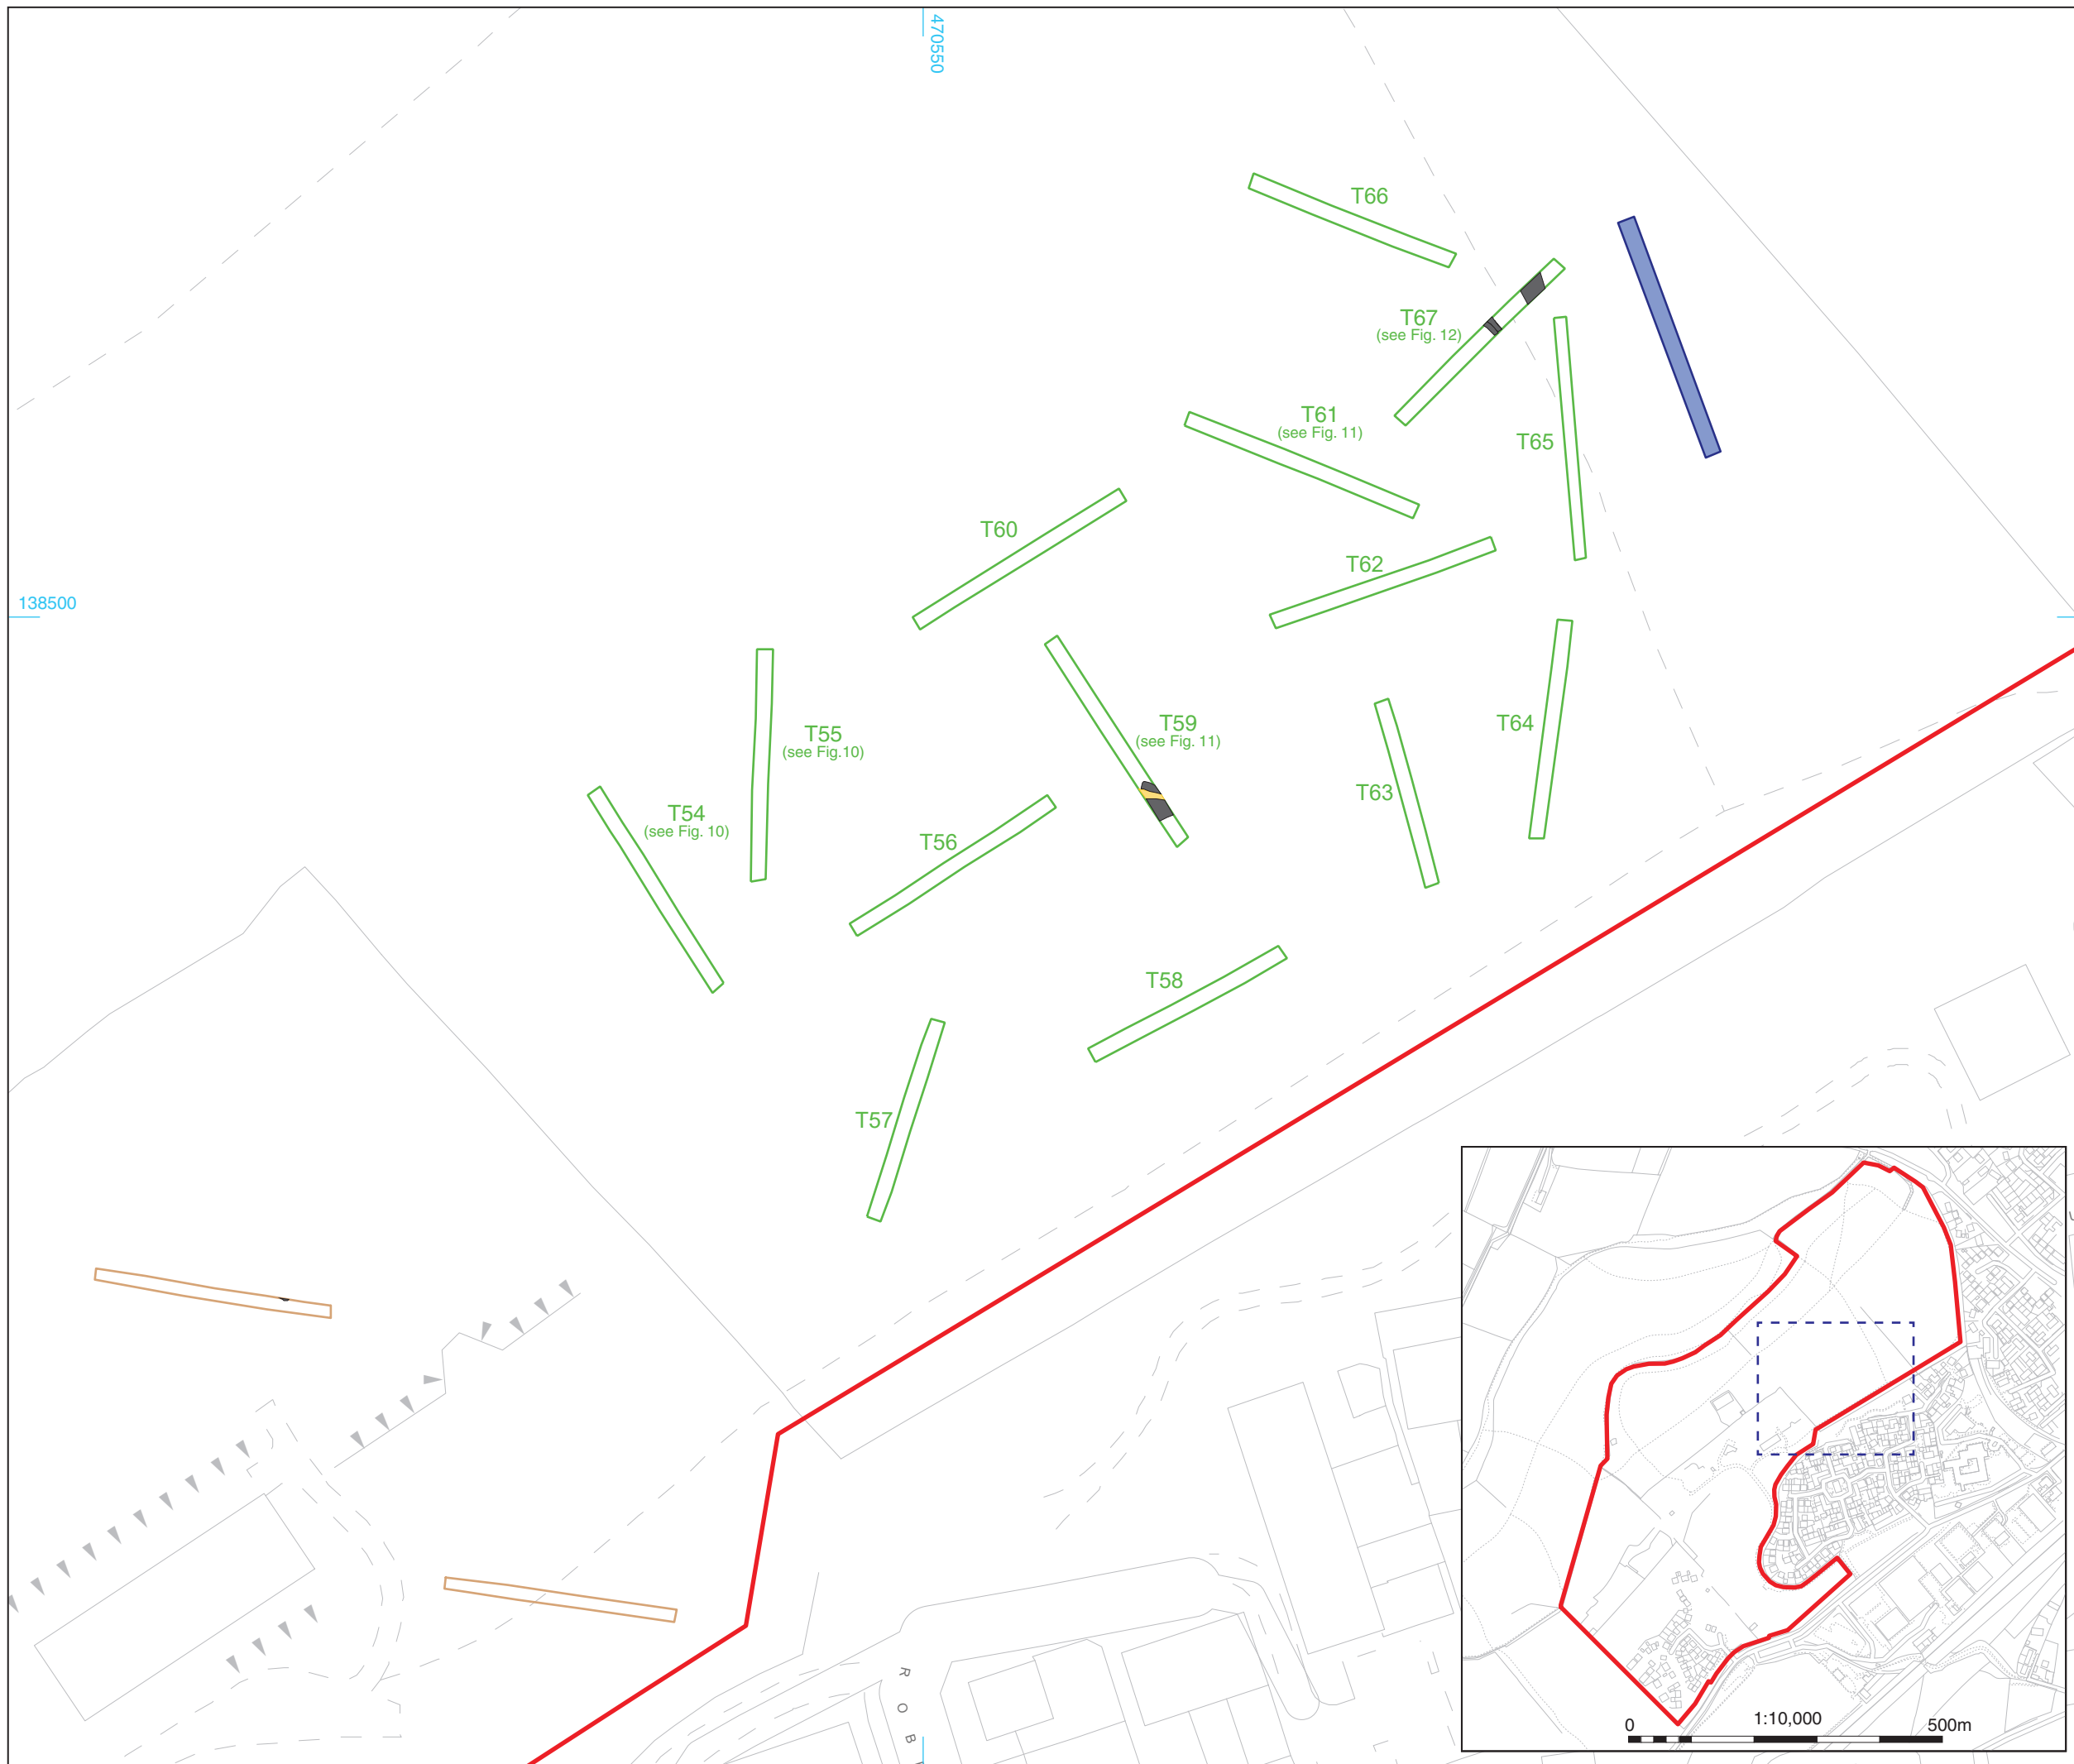 470550
T66
T67
(see Fig. 12)
T61
(see Fig. 11)
T65
T60
T62
138500
T55
(see Fig.10)
T59
(see Fig. 11)
T64
T54
(see Fig. 10)
T63
T56
T58
T57
R O B
0
1:10,000
500m